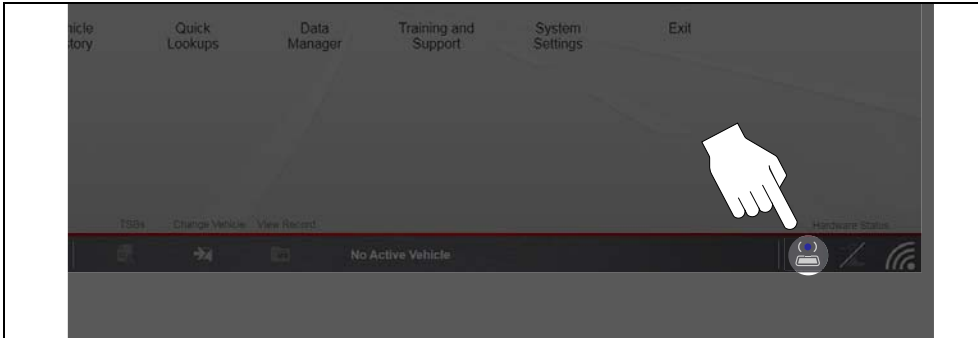 hicle Quick Data Training and System Exit
tory Lookups Manager Support Settings
TSBs Change Vehicle View Record Hardware Status
No Active Vehicle